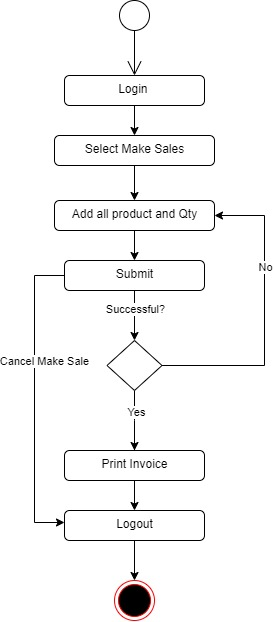 Login
Select Make Sales
Add all product and Qty
Submit
No
Successful?
Cancel Make Sale
Yes
Print Invoice
Logout